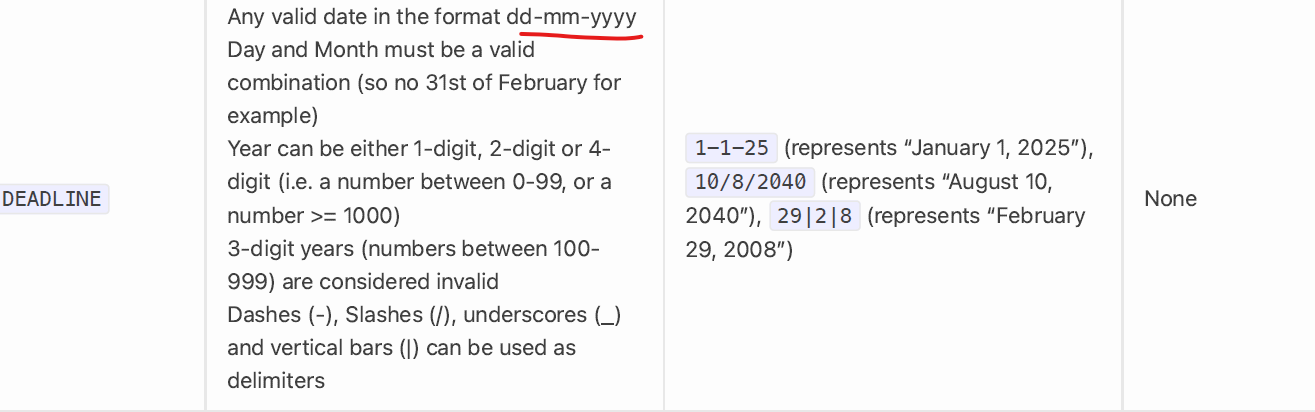 DEADLINE
Any valid date in the format dd-mm-yyyy
Day and Month must be a valid
combination (so no 31st of February for
example)
Year can be either 1-digit, 2-digit or 4-
digit (i.e. a number between 0-99, or a
number >= 1000)
3-digit years (numbers between 100-
999) are considered invalid
Dashes (-), Slashes (/), underscores (_)
and vertical bars (|) can be used as
delimiters
1-1-25 (represents “January 1, 2025”),
10/8/2040 (represents “August 10,
2040”), 29|2|8 (represents “February
29, 2008”)
None